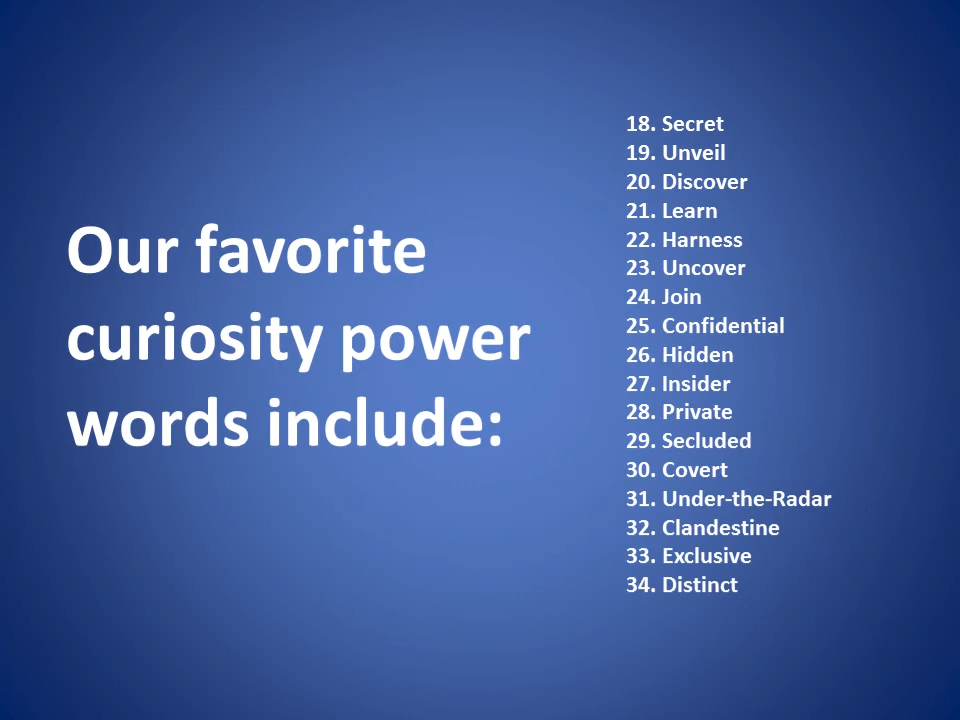 Our favorite
curiosity power
words include:
18. Secret
19. Unveil
20. Discover
21. Learn
22. Harness
23. Uncover
24. Join
25. Confidential
26. Hidden
27. Insider
28. Private
29. Secluded
30. Covert
31. Under-the-Radar
32. Clandestine
33. Exclusive
34. Distinct